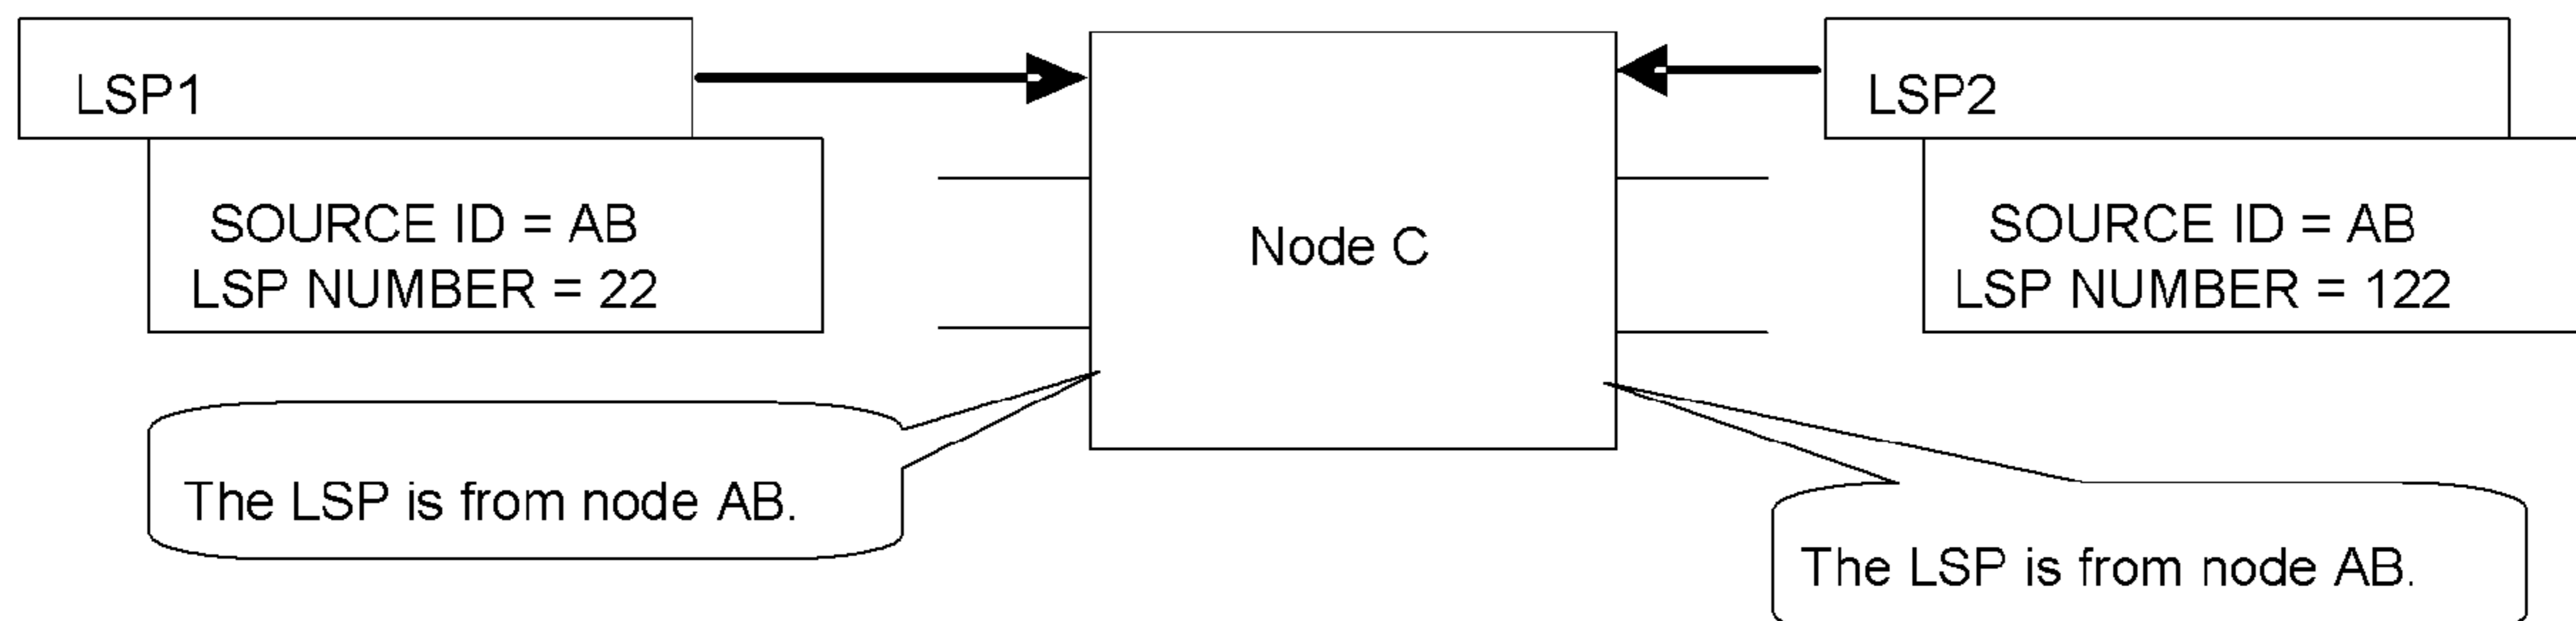 LSP1
SOURCE ID = AB
LSP NUMBER = 22
Node C
LSP2
SOURCE ID = AB
LSP NUMBER = 122
The LSP is from node AB.
The LSP is from node AB.